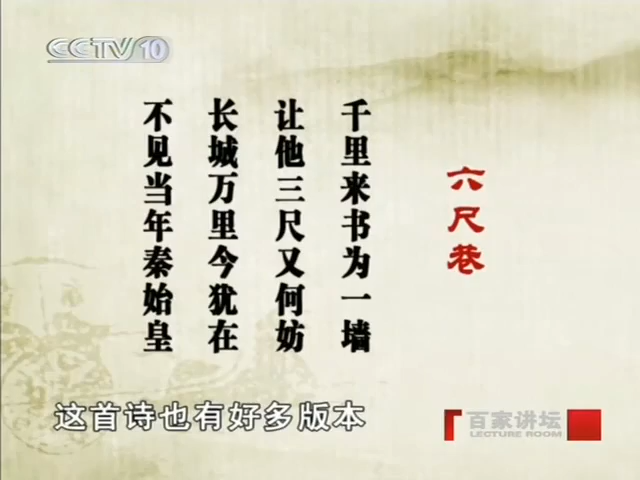 CCTV10
六尺巷
千里来书为一墙
让他三尺又何妨
长城万里今犹在
不见当年秦始皇
这首诗也有好多版本
百家讲坛
LECTURE ROOM